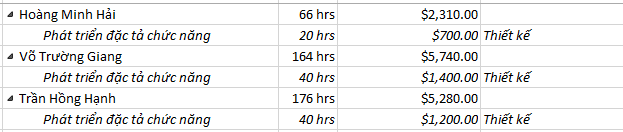 Hoàng Minh Hải 66 hrs $2,310.00
Phát triển đặc tả chức năng 20 hrs $700.00 Thiết kế
Võ Trường Giang 164 hrs $5,740.00
Phát triển đặc tả chức năng 40 hrs $1,400.00 Thiết kế
Trần Hồng Hạnh 176 hrs $5,280.00
Phát triển đặc tả chức năng 40 hrs $1,200.00 Thiết kế